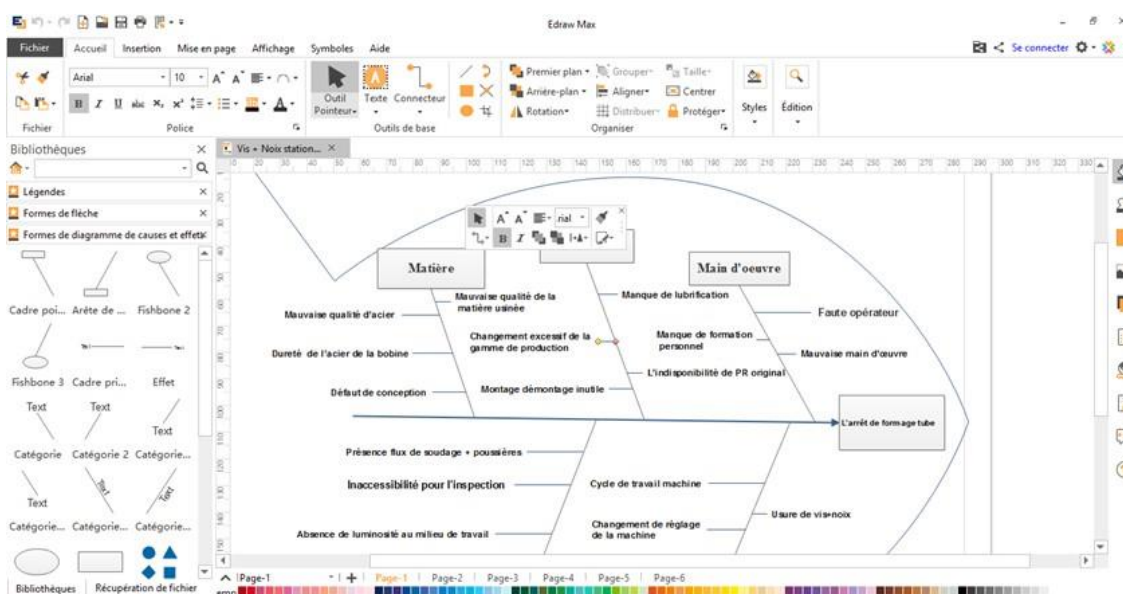 Edraw Max
Fichier Accueil Insertion Mise en page Affichage Symboles Aide
Se connecter
Arial 10
Outil Pointeur
Texte
Connecteur
Premier plan Grouper Taille
Arrière-plan Aligner Centrer
Rotation Distribuer Protéger
Styles
Édition
Fichier Police Outils de base Organiser
Bibliothèques
Vis + Noix station...
Légendes
Formes de flèche
Formes de diagramme de causes et effets
Cadre poi... Arête de ... Fishbone 2
Fishbone 3 Cadre pri... Effet
Text Text Text
Catégorie Catégorie 2 Catégorie...
Text Text Text
Catégorie... Catégorie... Catégorie...
Bibliothèques Récupération de fichier
rial
Matière
Main d'oeuvre
Mauvaise qualité de la
matière usinée
Manque de lubrification
Mauvaise qualité d'acier
Faute opérateur
Changement excessif de la
gamme de production
Manque de formation
personnel
Dureté de l'acier de la bobine
Mauvaise main d'œuvre
L'indisponibilité de PR original
Défaut de conception
Montage démontage inutile
L'arrêt de formage tube
Présence flux de soudage + poussières
Inaccessibilité pour l'inspection
Cycle de travail machine
Absence de luminosité au milieu de travail
Changement de réglage
de la machine
Usure de vis+noix
Page-1
Page-1 Page-2 Page-3 Page-4 Page-5 Page-6